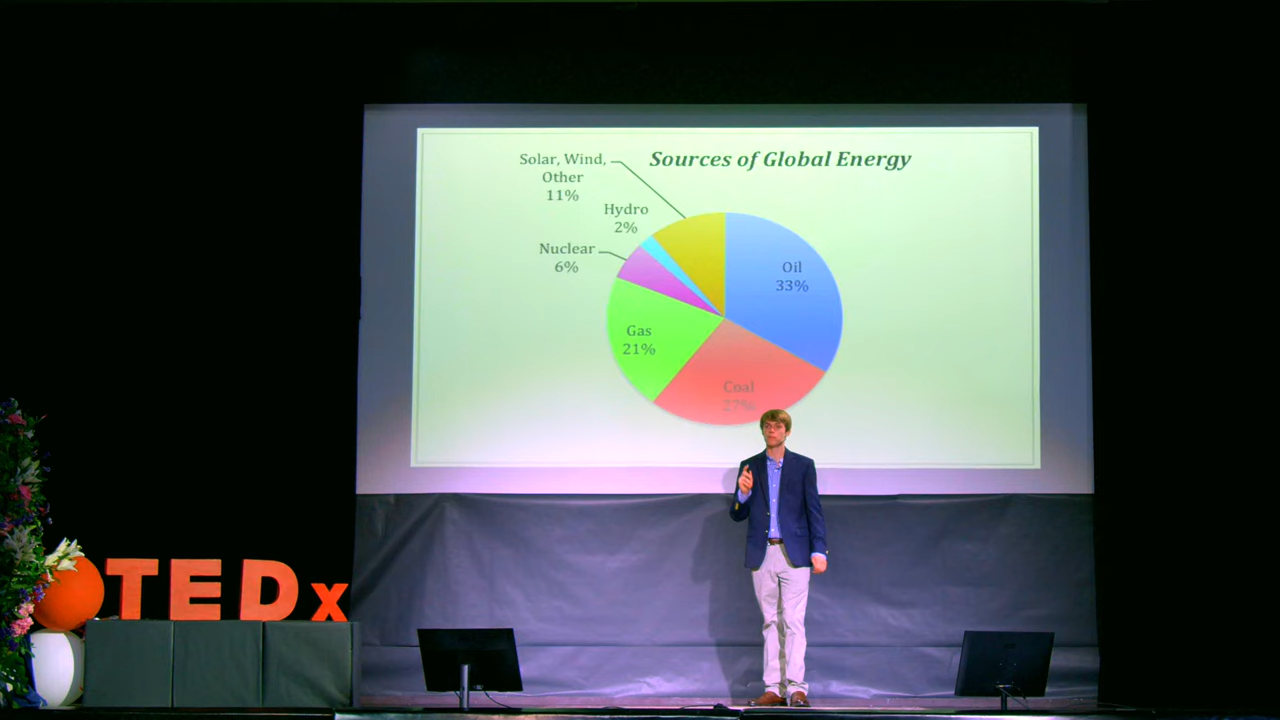 Sources of Global Energy
Solar, Wind,
Other
11%
Hydro
2%
Nuclear
6%
Oil
33%
Gas
21%
Coal
27%
TEDx